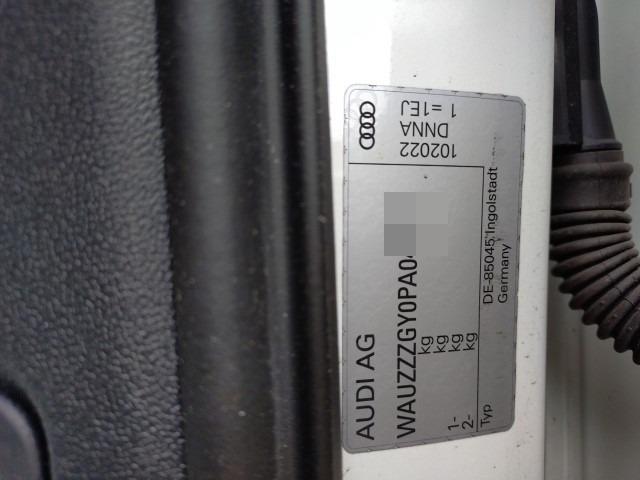 AUDI AG
WAUZZZGY0PA0
kg
kg
1- kg
2- kg
Typ
DE-85045 Ingolstadt
Germany
102022
DNNA
1 =1EJ